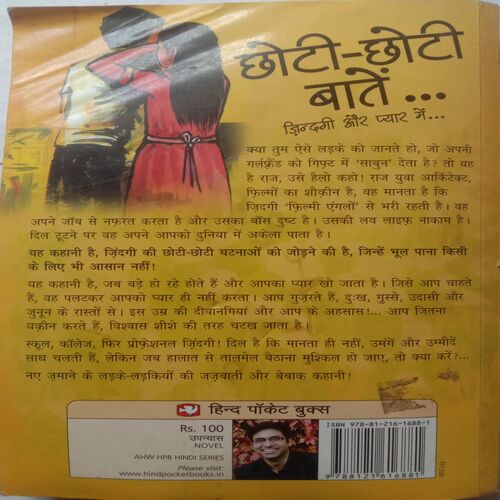 छोटी-छोटी
बातें...
ज़िन्दगी और प्यार में...
क्या तुम ऐसे लड़के को जानते हो, जो अपनी
गर्लफ्रैंड को गिफ़्ट में 'साबुन' देता है? तो यह
है राज, उसे हैलो कहो! राज युवा आर्किटेक्ट,
फ़िल्मों का शौक़ीन है, वह मानता है कि
ज़िंदगी 'फिल्मी एंगलों' से भरी रहती है। वह
अपने जॉब से नफरत करता है और उसका बॉस दुष्ट है। उसकी लव लाइफ नाकाम है।
दिल टूटने पर वह अपने आपको दुनिया में अकेला पाता है।
यह कहानी है, ज़िंदगी की छोटी-छोटी घटनाओं को जोड़ने की है, जिन्हें भूल पाना किसी
के लिए भी आसान नहीं!
यह कहानी है, जब बड़े हो रहे होते हैं और आपका प्यार खो जाता है। जिसे आप चाहते
हैं, वह पलटकर आपको प्यार ही नहीं करता। आप गुज़रते हैं, दुःख, गुस्से, उदासी और
जुनून के रास्तों से। इस उम्र की दीवानगियां और आप के अहसास!... आप जितना
यक़ीन करते हैं, विश्वास शीशे की तरह चटख जाता है।
स्कूल, कॉलेज, फिर प्रोफ़ेशनल ज़िंदगी! दिल है कि मानता ही नहीं, उमंगें और उम्मीदें
साथ चलती हैं, लेकिन जब हालात से तालमेल बैठाना मुश्किल हो जाए, तो क्या करें?...
नए ज़माने के लड़के-लड़कियों की जज़्बाती और बेबाक कहानी!
हिन्द पॉकेट बुक्स
Rs. 100
उपन्यास
NOVEL
AHW HPB HINDI SERIES
Please visit:
www.hindpocketbooks.in
ISBN 978-81-216-1688-1
9788121616881